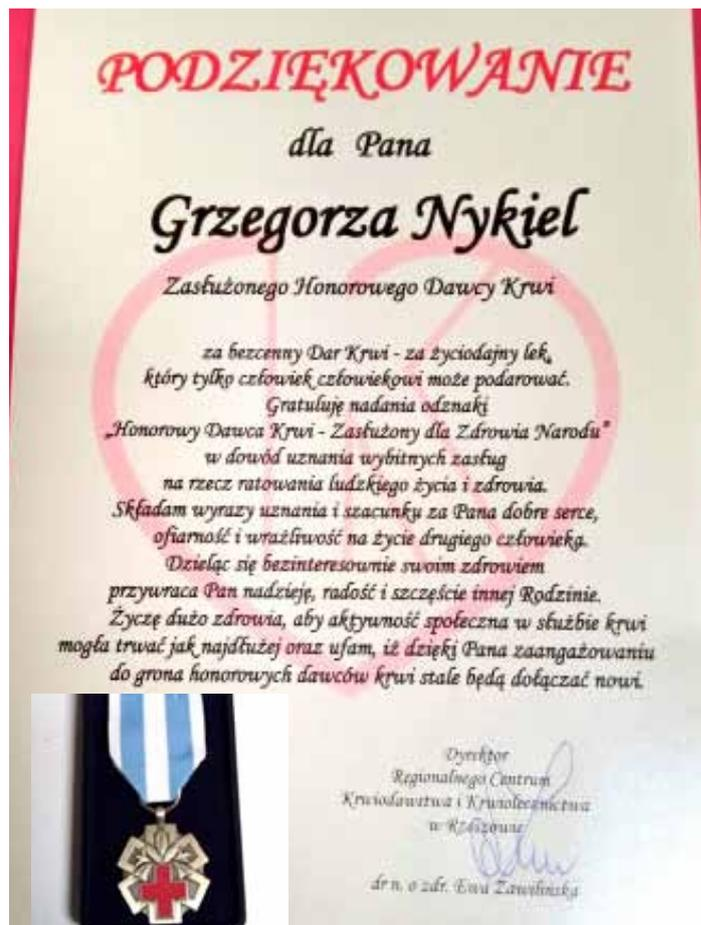 PODZIĘKOWANIE
dla Pana
Grzegorza Nykiel
Zasłużonego Honorowego Dawcy Krwi
za bezcenny Dar Krwi - za życiodajny lek,
który tylko człowiek człowiekowi może podarować.
Gratuluję nadania odznaki
„Honorowy Dawca Krwi - Zasłużony dla Zdrowia Narodu”
w dowód uznania wybitnych zasług
na rzecz ratowania ludzkiego życia i zdrowia.
Składam wyrazy uznania i szacunku za Pana dobre serce,
ofiarność i wrażliwość na życie drugiego człowieka.
Dzieląc się bezinteresownie swoim zdrowiem
przywraca Pan nadzieję, radość i szczęście innej Rodzinie.
Życzę dużo zdrowia, aby aktywność społeczna w służbie krwi
mogła trwać jak najdłużej oraz ufam, iż dzięki Pana zaangażowaniu
do grona honorowych dawców krwi stale będą dołączać nowi.
Dyrektor
Regionalnego Centrum
Krwiodawstwa i Krwiolecznictwa
w Rzeszowie
dr n. o zdr. Ewa Zawilińska